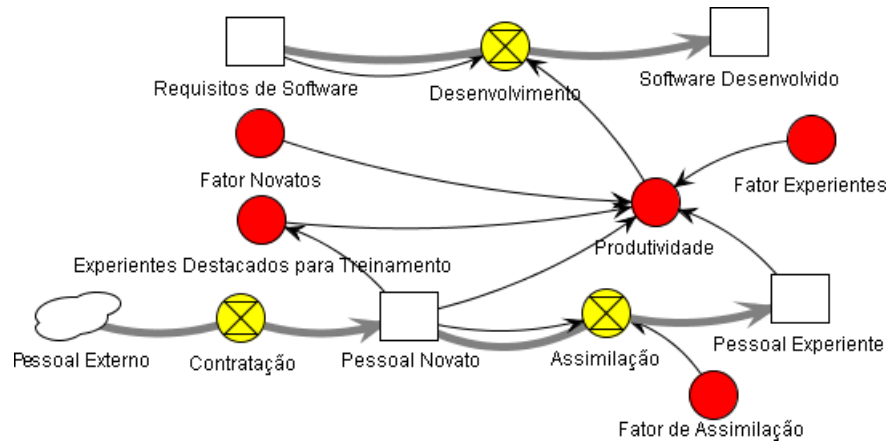 Requisitos de Software
Desenvolvimento
Software Desenvolvido
Fator Novatos
Fator Experientes
Produtividade
Experientes Destacados para Treinamento
Pessoal Externo
Contratação
Pessoal Novato
Assimilação
Pessoal Experiente
Fator de Assimilação